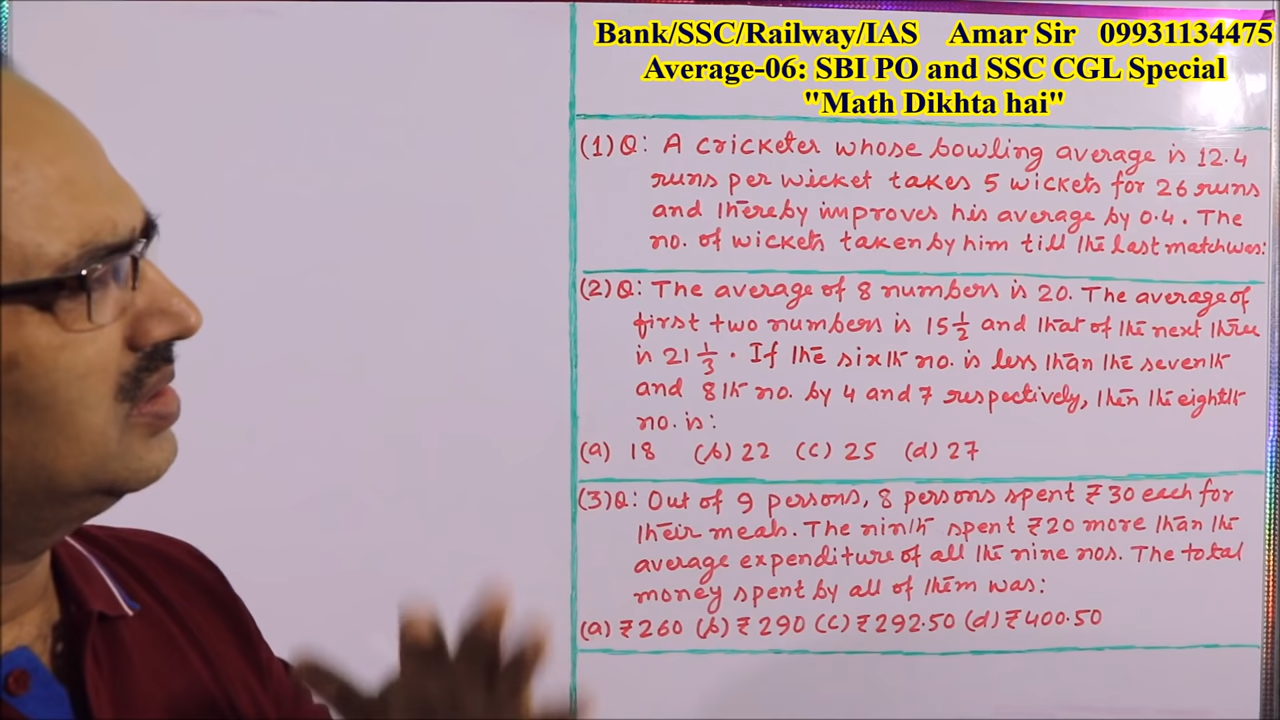 Bank/SSC/Railway/IAS Amar Sir 09931134475
Average-06: SBI PO and SSC CGL Special
"Math Dikhta hai"
(1)Q: A cricketer whose bowling average is 12.4
runs per wicket takes 5 wickets for 26 runs
and thereby improves his average by 0.4. The
no. of wickets taken by him till the last match was:
(2)Q: The average of 8 numbers is 20. The average of
first two numbers is 15 1/2 and that of the next three
is 21 1/3. If the sixth no. is less than the seventh
and 8th no. by 4 and 7 respectively, then the eighth
no. is:
(a) 18 (b) 22 (c) 25 (d) 27
(3)Q: Out of 9 persons, 8 persons spent ₹30 each for
their meals. The ninth spent ₹20 more than the
average expenditure of all the nine nos. The total
money spent by all of them was:
(a) ₹260 (b) ₹290 (c) ₹292.50 (d) ₹400.50